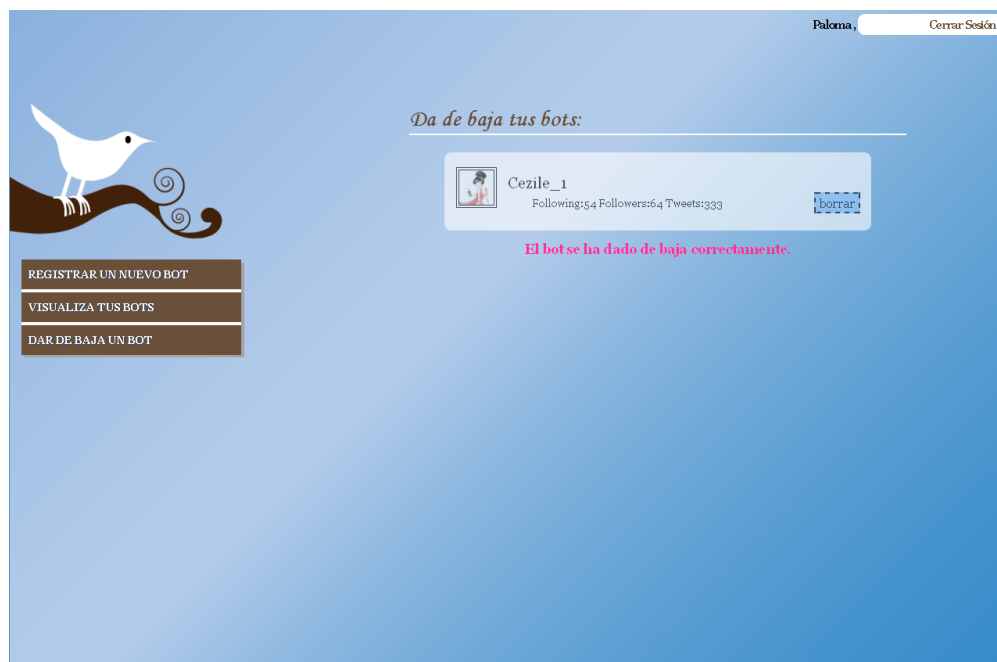 Paloma , Cerrar Sesión
Da de baja tus bots:
Cezile_1
Following:54 Followers:64 Tweets:333
borrar
El bot se ha dado de baja correctamente.
REGISTRAR UN NUEVO BOT
VISUALIZA TUS BOTS
DAR DE BAJA UN BOT